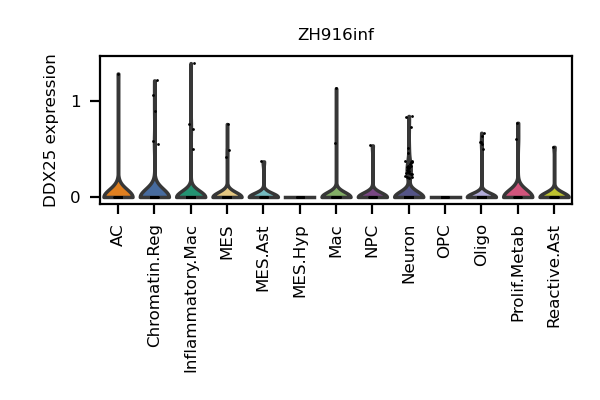 ZH916inf
DDX25 expression
1
0
AC
Chromatin.Reg
Inflammatory.Mac
MES
MES.Ast
MES.Hyp
Mac
NPC
Neuron
OPC
Oligo
Prolif.Metab
Reactive.Ast